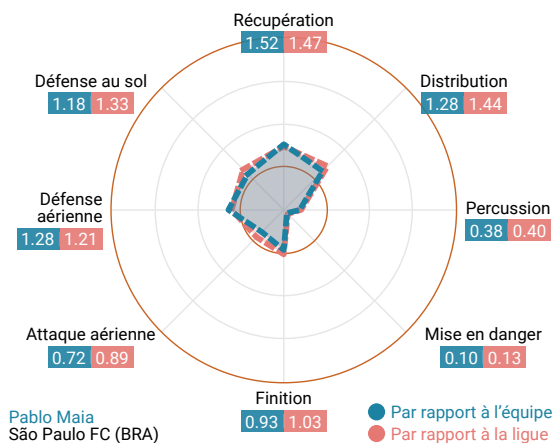 Récupération
1.52 1.47
Défense au sol
1.18 1.33
Distribution
1.28 1.44
Défense
aérienne
1.28 1.21
Percussion
0.38 0.40
Attaque aérienne
0.72 0.89
Mise en danger
0.10 0.13
Finition
0.93 1.03
Pablo Maia
São Paulo FC (BRA)
Par rapport à l’équipe
Par rapport à la ligue